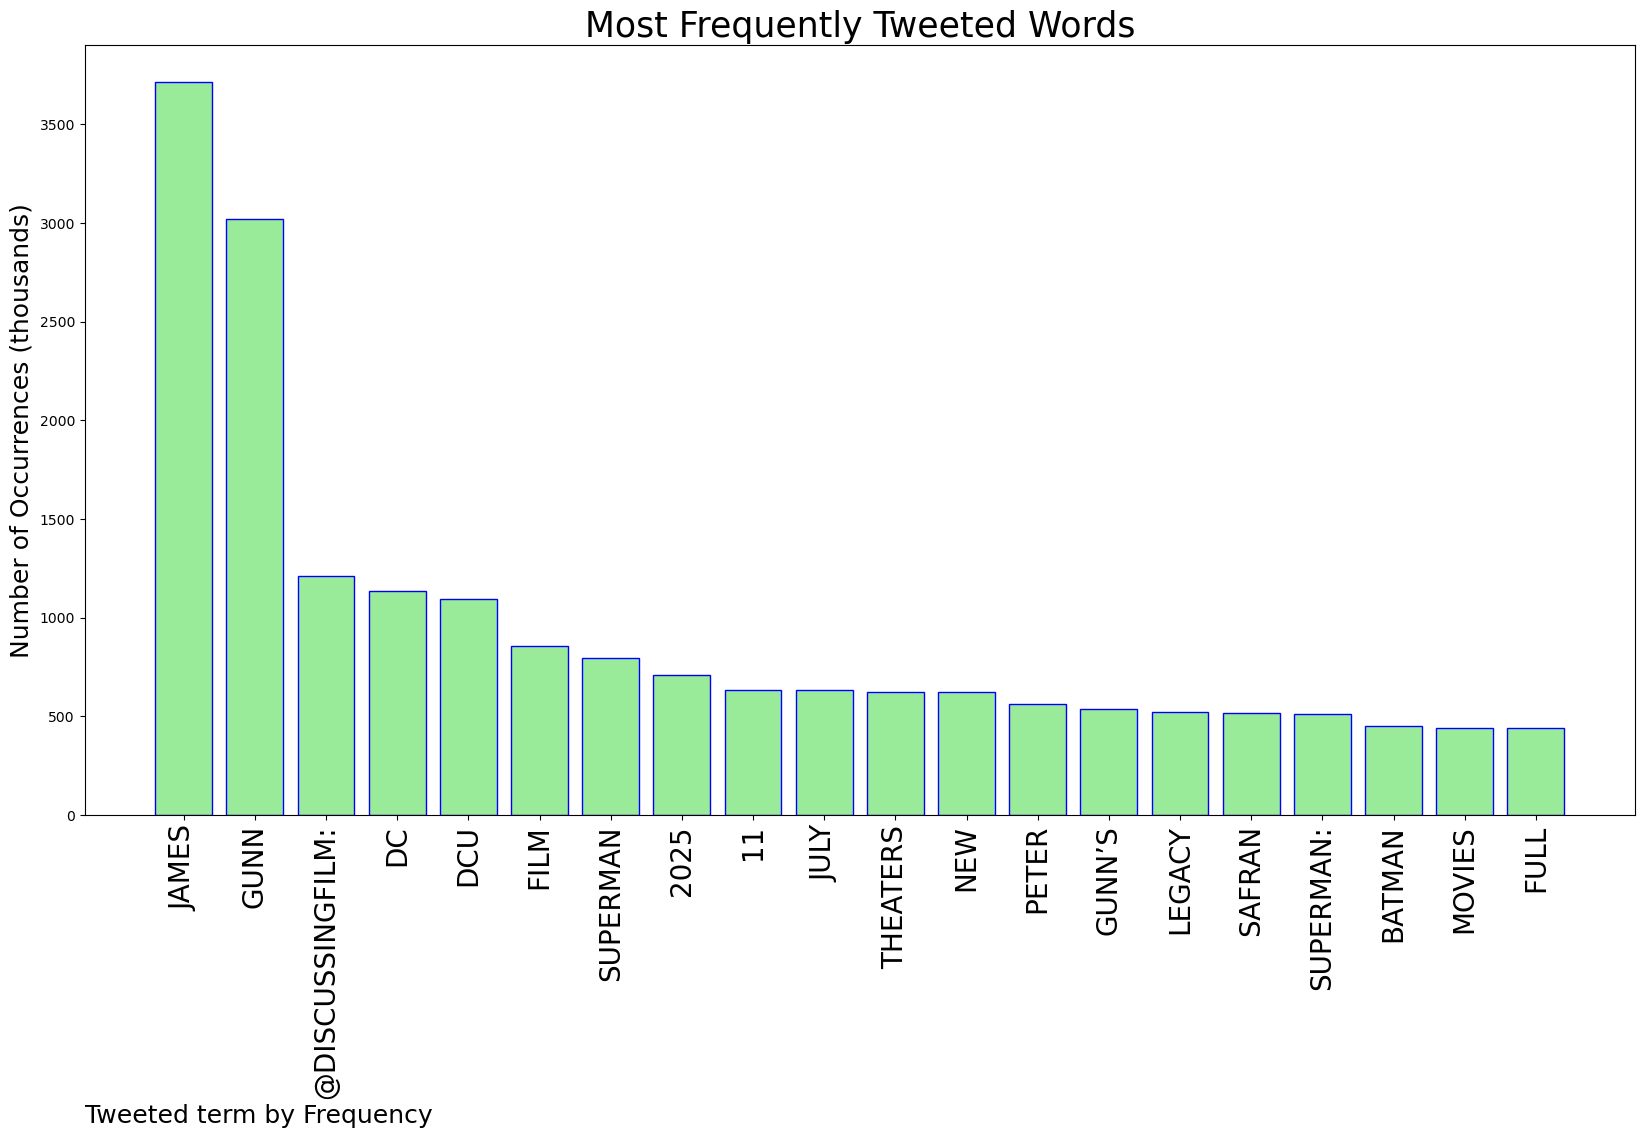 Most Frequently Tweeted Words
Number of Occurrences (thousands)
3500
3000
2500
2000
1500
1000
500
0
JAMES
GUNN
@DISCUSSINGFILM:
DC
DCU
FILM
SUPERMAN
2025
11
JULY
THEATERS
NEW
PETER
GUNN’S
LEGACY
SAFRAN
SUPERMAN:
BATMAN
MOVIES
FULL
Tweeted term by Frequency